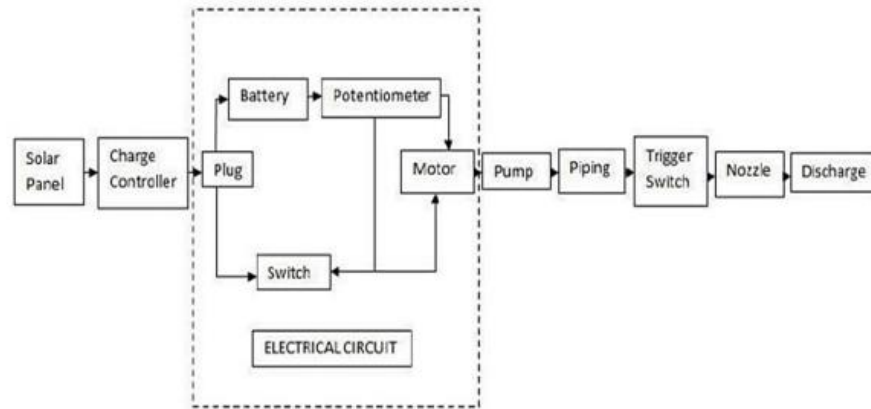 Battery
Potentiometer
Solar
Panel
Charge
Controller
Plug
Motor
Pump
Piping
Trigger
Switch
Nozzle
Discharge
Switch
ELECTRICAL CIRCUIT